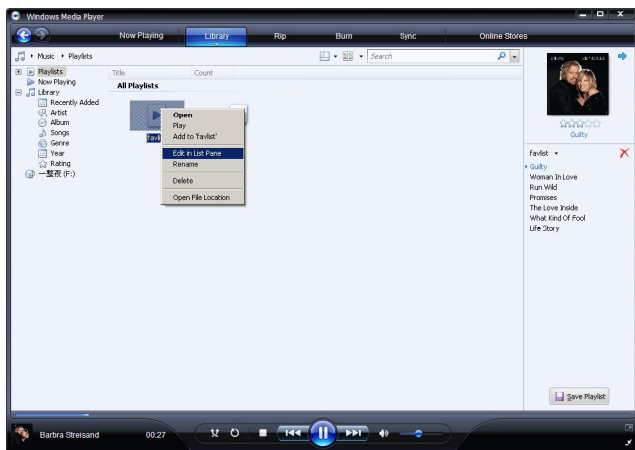 Windows Media Player
Now Playing Library Rip Burn Sync Online Stores
Music Playlists
Search
Playlists
Now Playing
Library
Recently Added
Artist
Album
Songs
Genre
Year
Rating
一整夜 (F:)
Title Count
All Playlists
Open
Play
Add to 'favlist'
Edit in List Pane
Rename
Delete
Open File Location
Guilty
favlist
Guilty
Woman In Love
Run Wild
Promises
The Love Inside
What Kind Of Fool
Life Story
Save Playlist
Barbra Streisand 00:27